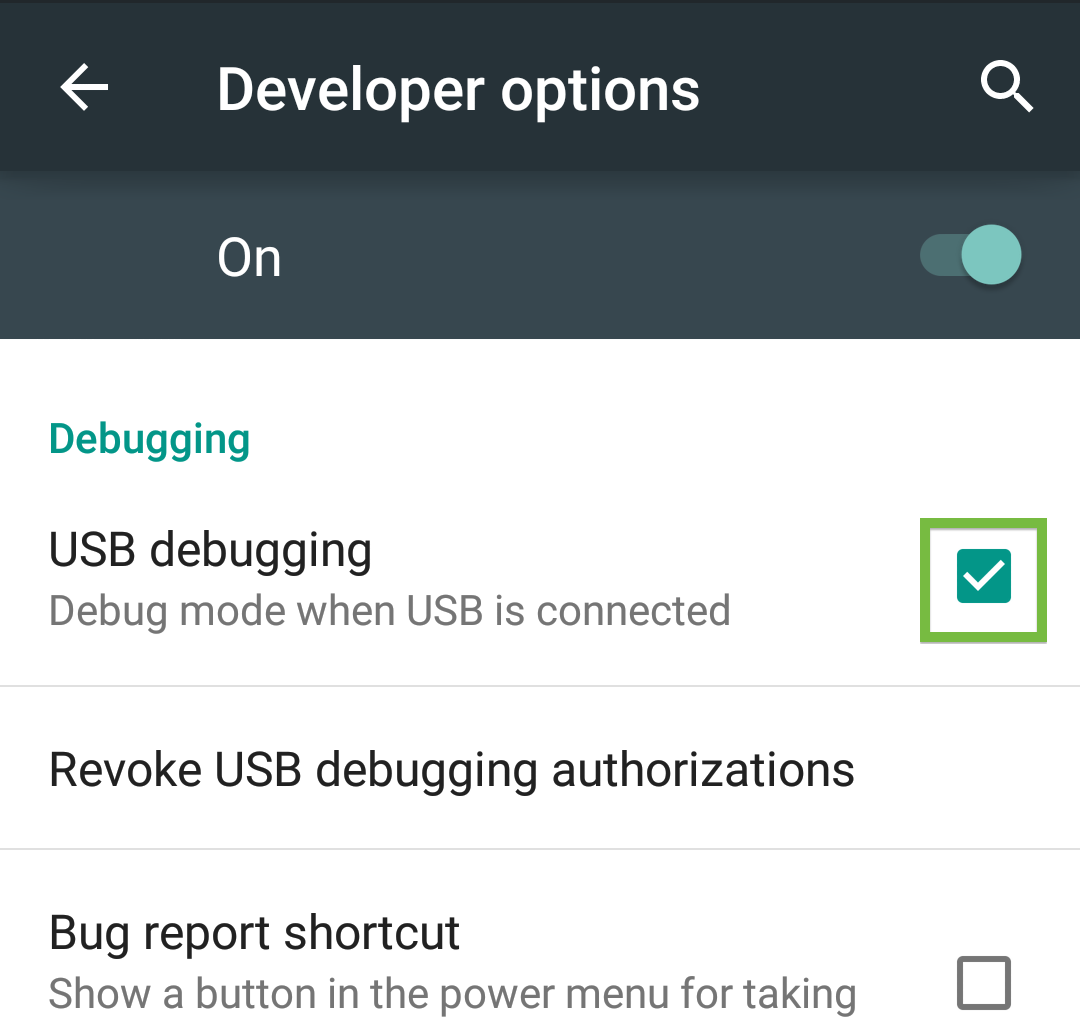 Developer options
On
Debugging
USB debugging
Debug mode when USB is connected
Revoke USB debugging authorizations
Bug report shortcut
Show a button in the power menu for taking